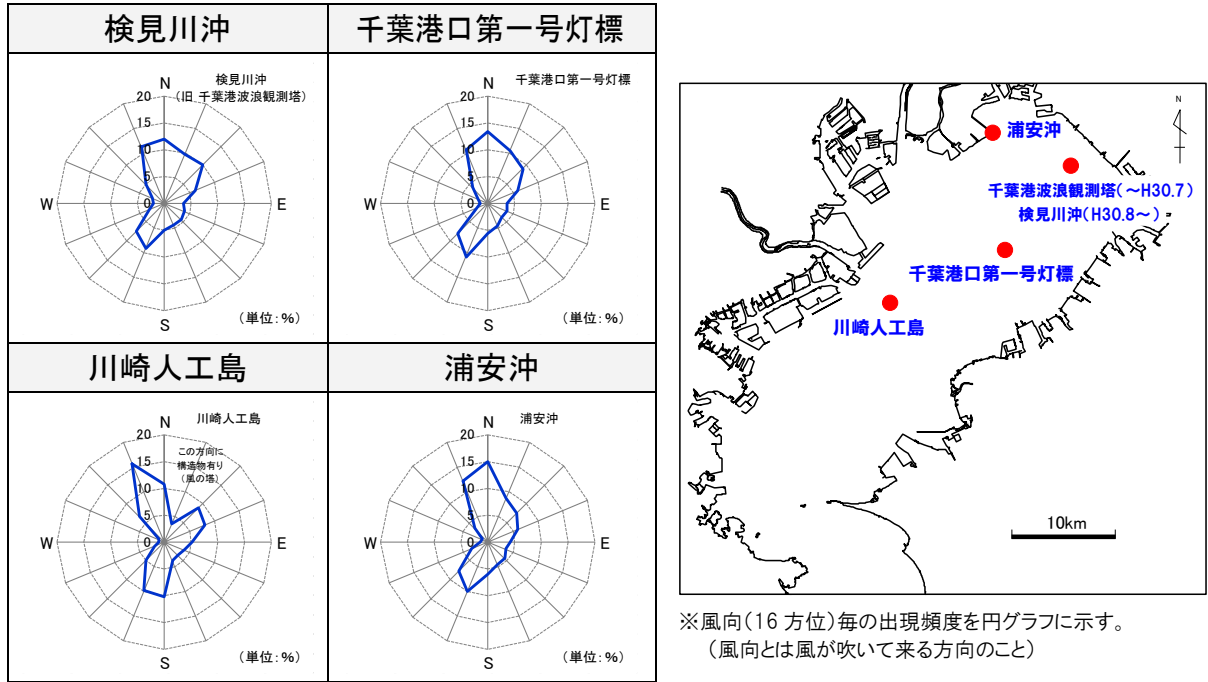 検見川沖
千葉港口第一号灯標
検見川沖
（旧 千葉港波浪観測塔）
N
20
15
10
5
0
W
E
S
（単位：％）
千葉港口第一号灯標
N
20
15
10
5
0
W
E
S
（単位：％）
川崎人工島
浦安沖
川崎人工島
この方向に
構造物有り
（風の塔）
N
20
15
10
5
0
W
E
S
（単位：％）
浦安沖
N
20
15
10
5
0
W
E
S
（単位：％）
N
浦安沖
千葉港波浪観測塔（～H30.7）
検見川沖（H30.8～）
千葉港口第一号灯標
川崎人工島
10km
※風向（16 方位）毎の出現頻度を円グラフに示す。
（風向とは風が吹いて来る方向のこと）